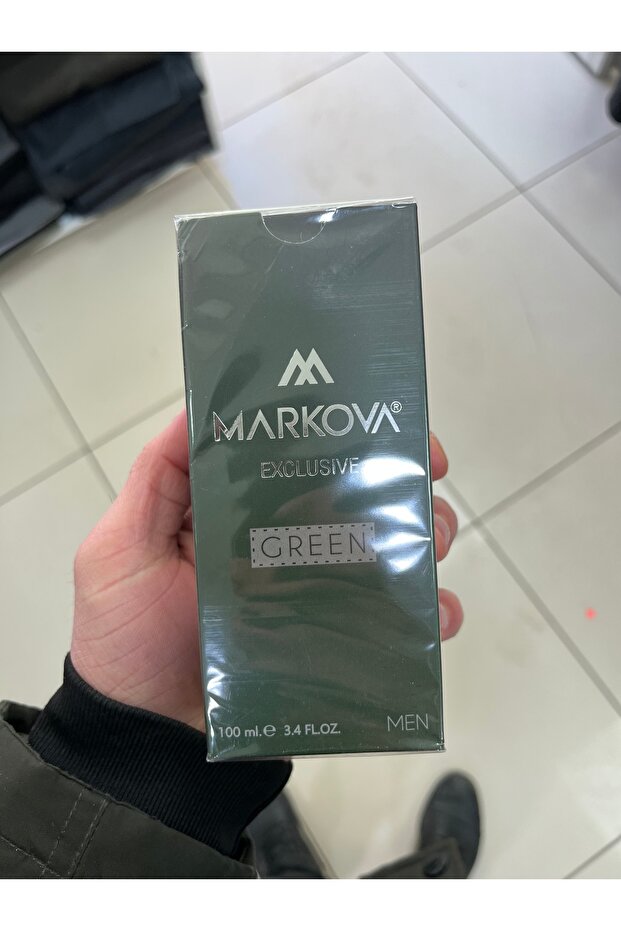 MARKOVA®
EXCLUSIVE
GREEN
100 ml.℮ 3.4 FL.OZ. MEN